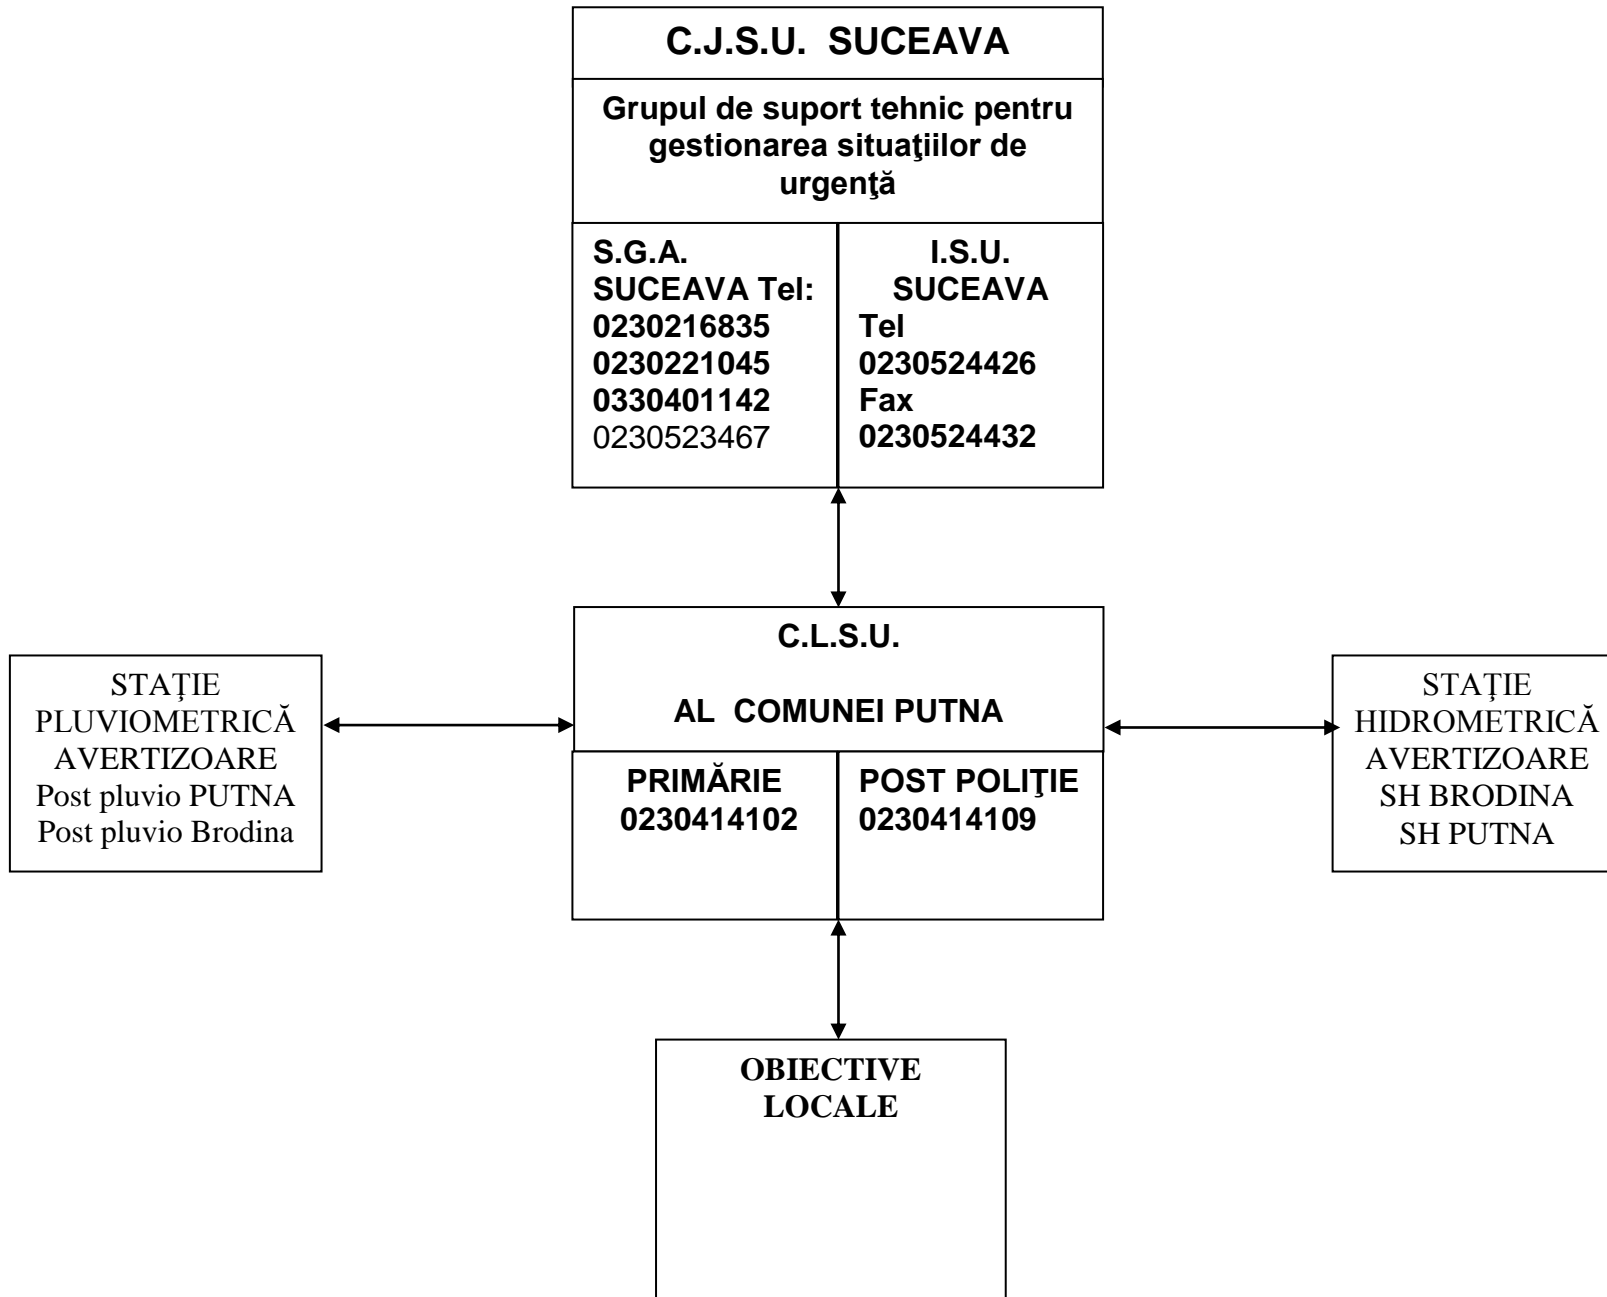 C.J.S.U. SUCEAVA
Grupul de suport tehnic pentru
gestionarea situaţiilor de
urgenţă
S.G.A.
SUCEAVA Tel:
0230216835
0230221045
0330401142
0230523467
I.S.U.
SUCEAVA
Tel
0230524426
Fax
0230524432
STAŢIE
PLUVIOMETRICĂ
AVERTIZOARE
Post pluvio PUTNA
Post pluvio Brodina
C.L.S.U.
AL COMUNEI PUTNA
PRIMĂRIE
0230414102
POST POLIŢIE
0230414109
STAŢIE
HIDROMETRICĂ
AVERTIZOARE
SH BRODINA
SH PUTNA
OBIECTIVE
LOCALE